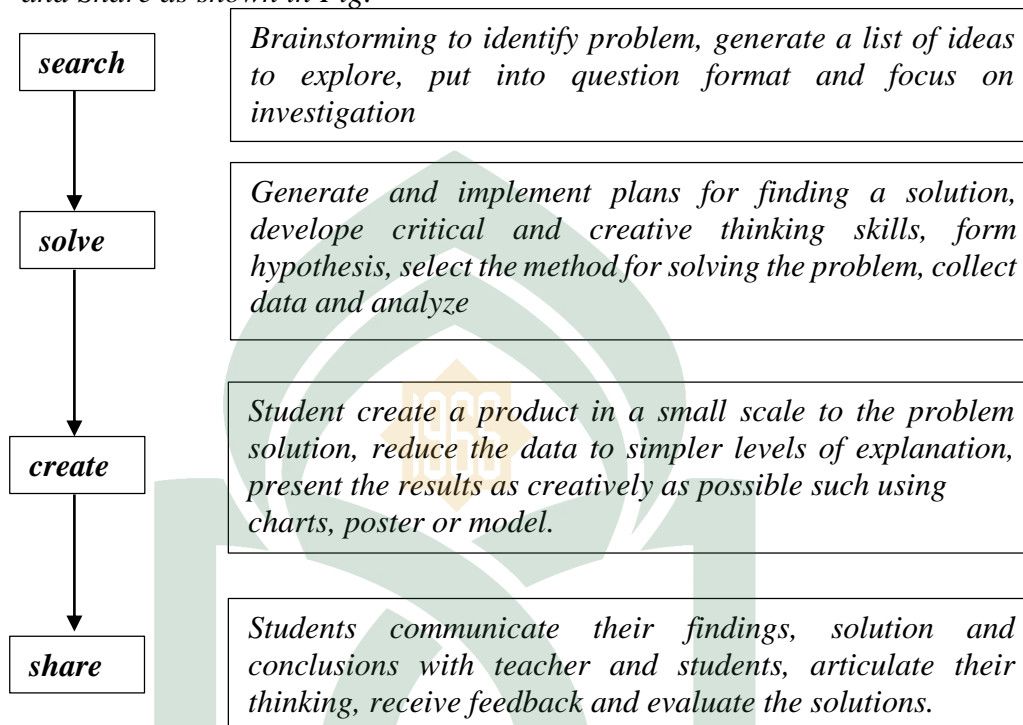 and Share as shown in Fig.
search
Brainstorming to identify problem, generate a list of ideas
to explore, put into question format and focus on
investigation
solve
Generate and implement plans for finding a solution,
develope critical and creative thinking skills, form
hypothesis, select the method for solving the problem, collect
data and analyze
create
Student create a product in a small scale to the problem
solution, reduce the data to simpler levels of explanation,
present the results as creatively as possible such using
charts, poster or model.
share
Students communicate their findings, solution and
conclusions with teacher and students, articulate their
thinking, receive feedback and evaluate the solutions.
1968